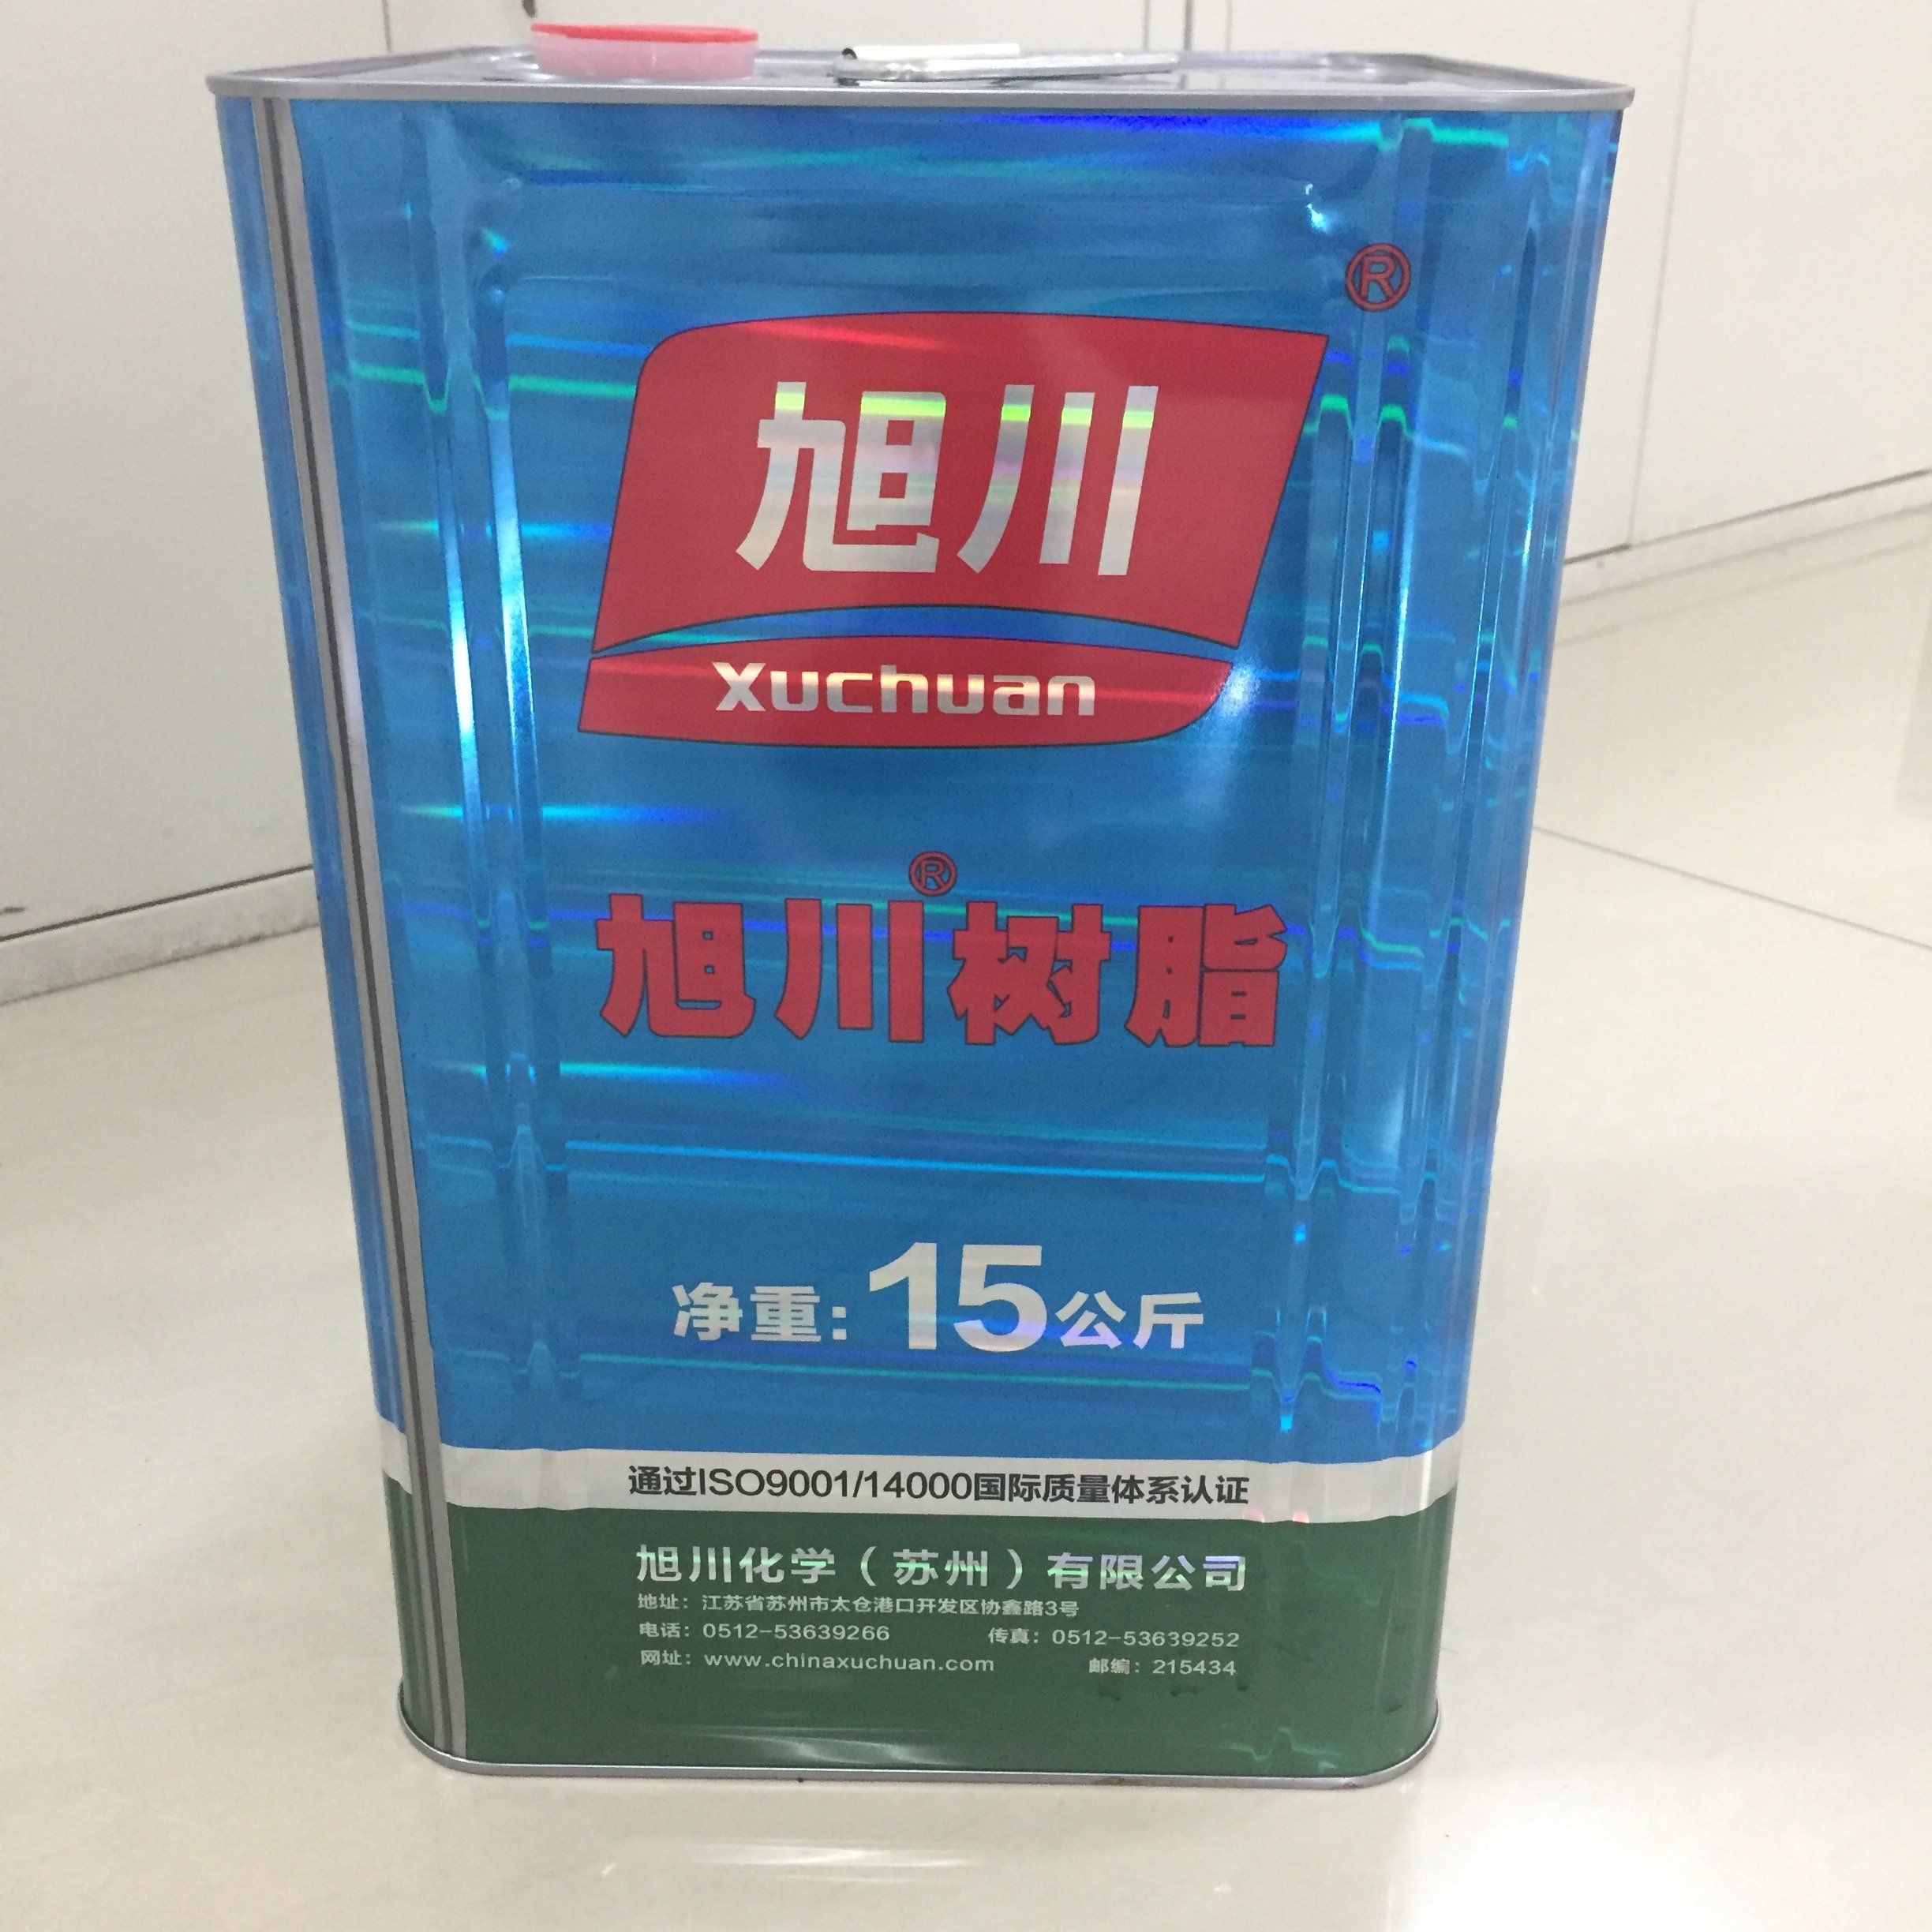 ®
旭川
xuchuan
®
旭川树脂
净重:15公斤
通过ISO9001/14000国际质量体系认证
旭川化学（苏州）有限公司
地址：江苏省苏州市太仓港口开发区协鑫路3号
电话：0512-53639266 传真：0512-53639252
网址：www.chinaxuchuan.com 邮编：215434